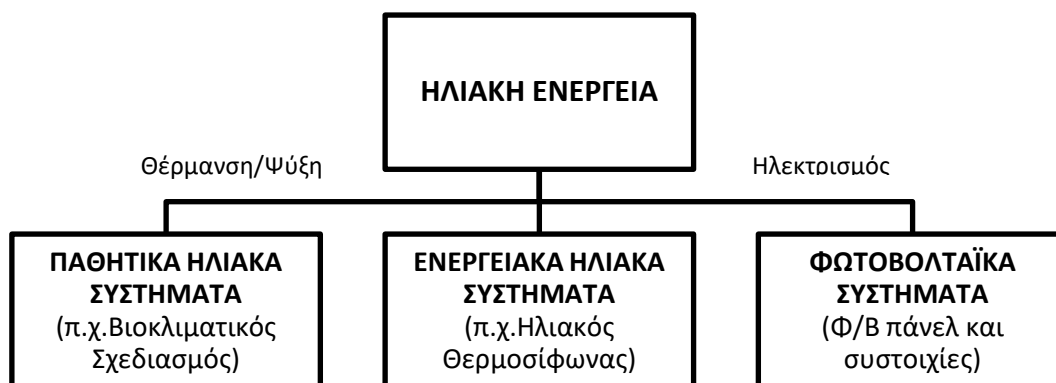 ΗΛΙΑΚΗ ΕΝΕΡΓΕΙΑ
Θέρμανση/Ψύξη
Ηλεκτρισμός
ΠΑΘΗΤΙΚΑ ΗΛΙΑΚΑ
ΣΥΣΤΗΜΑΤΑ
(π.χ.Βιοκλιματικός
Σχεδιασμός)
ΕΝΕΡΓΕΙΑΚΑ ΗΛΙΑΚΑ
ΣΥΣΤΗΜΑΤΑ
(π.χ.Ηλιακός
Θερμοσίφωνας)
ΦΩΤΟΒΟΛΤΑΪΚΑ
ΣΥΣΤΗΜΑΤΑ
(Φ/Β πάνελ και
συστοιχίες)